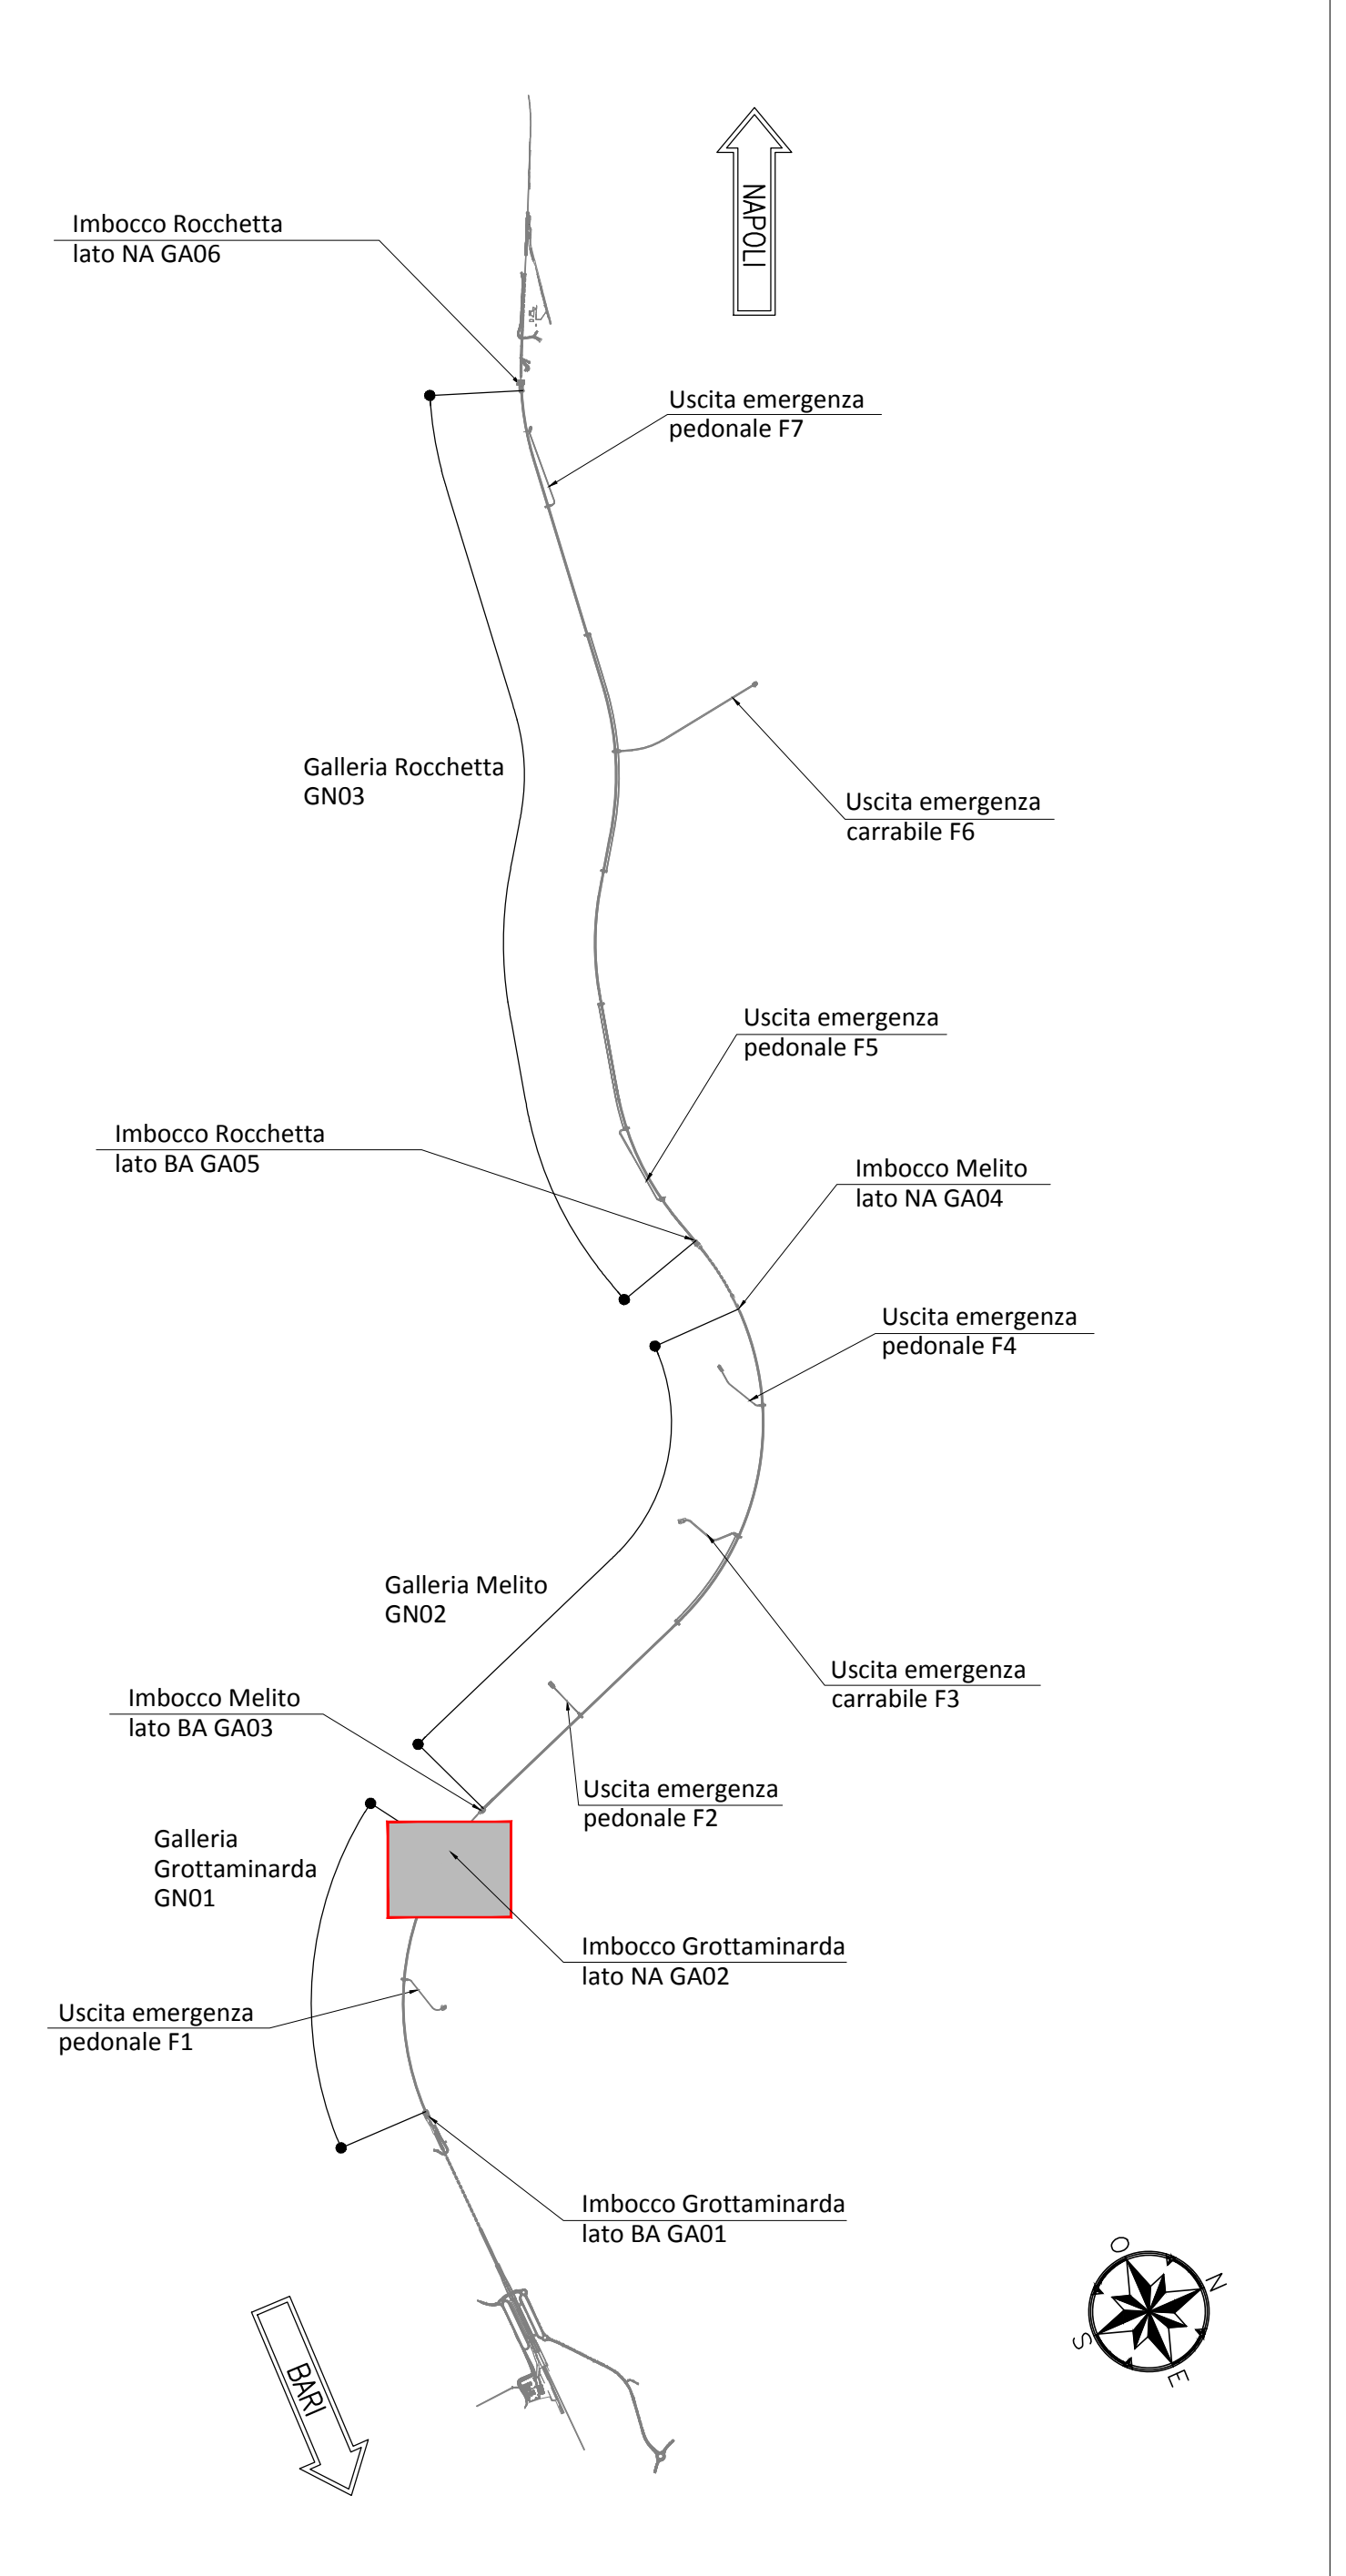 NAPOLI
Imbocco Rocchetta
lato NA GA06
Uscita emergenza
pedonale F7
Galleria Rocchetta
GN03
Uscita emergenza
carrabile F6
Uscita emergenza
pedonale F5
Imbocco Rocchetta
lato BA GA05
Imbocco Melito
lato NA GA04
Uscita emergenza
pedonale F4
Galleria Melito
GN02
Uscita emergenza
carrabile F3
Imbocco Melito
lato BA GA03
Uscita emergenza
pedonale F2
Galleria
Grottaminarda
GN01
Imbocco Grottaminarda
lato NA GA02
Uscita emergenza
pedonale F1
Imbocco Grottaminarda
lato BA GA01
BARI
O
N
S
E